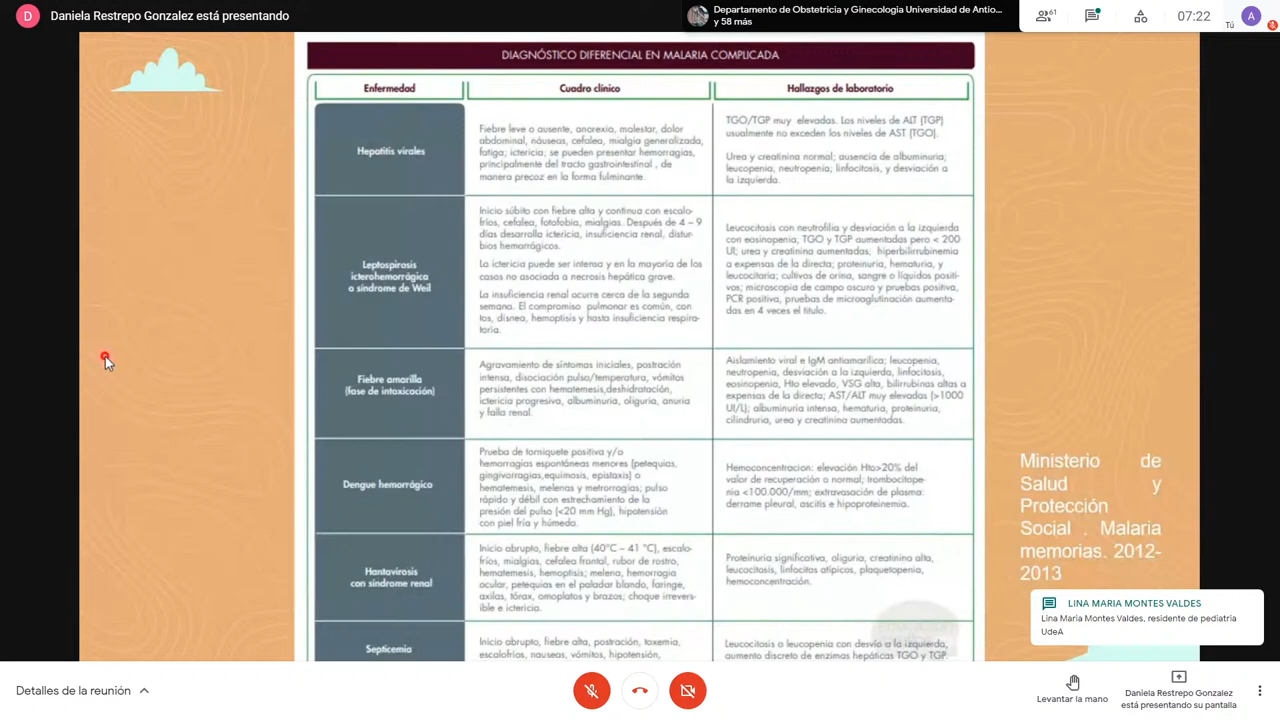 D Daniela Restrepo Gonzalez está presentando
Departamento de Obstetricia y Ginecologia Universidad de Antio...
y 58 más
61
07:22
Tú
A
DIAGNÓSTICO DIFERENCIAL EN MALARIA COMPLICADA
Enfermedad
Cuadro clínico
Hallazgos de laboratorio
Hepatitis virales
Fiebre leve o ausente, anorexia, malestar, dolor
abdominal, náuseas, cefalea, mialgia generalizada,
fatiga; ictericia; se pueden presentar hemorragias,
principalmente del tracto gastrointestinal , de
manera precoz en la forma fulminante.
TGO/TGP muy elevadas. Los niveles de ALT (TGP)
usualmente no exceden los niveles de AST (TGO).
Urea y creatinina normal; ausencia de albuminuria;
leucopenia, neutropenia; linfocitosis, y desviación a
la izquierda.
Leptospirosis
icterohemorrágica
o síndrome de Weil
Inicio súbito con fiebre alta y continua con escalo-
fríos, cefalea, fotofobia, mialgias. Después de 4 – 9
días desarrolla ictericia, insuficiencia renal, distur-
bios hemorrágicos.
La ictericia puede ser intensa y en la mayoría de los
casos no asociada a necrosis hepática grave.
La insuficiencia renal ocurre cerca de la segunda
semana. El compromiso pulmonar es común, con
tos, disnea, hemoptisis y hasta insuficiencia respira-
toria.
Leucocitosis con neutrofilia y desviación a la izquierda
con eosinopenia, TGO y TGP aumentadas pero < 200
UI; urea y creatinina aumentadas; hiperbilirrubinemia
a expensas de la directa; proteinuria, hematuria, y
leucocitaria; cultivos de orina, sangre o líquidos positi-
vos; microscopia de campo oscuro y pruebas positiva,
PCR positiva, pruebas de microaglutinación aumenta-
das en 4 veces el título.
Fiebre amarilla
(fase de intoxicación)
Agravamiento de síntomas iniciales, postración
intensa, disociación pulso/temperatura, vómitos
persistentes con hematemesis,deshidratación,
ictericia progresiva, albuminuria, oliguria, anuria
y falla renal.
Aislamiento viral e IgM antiamarílica; leucopenia,
neutropenia, desviación a la izquierda, linfocitosis,
eosinopenia, Hto elevado, VSG alta, bilirrubinas altas a
expensas de la directa; AST/ALT muy elevadas (>1000
UI/L); albuminuria intensa, hematuria, proteinuria,
cilindruria, urea y creatinina aumentadas.
Dengue hemorrágico
Prueba de torniquete positiva y/o
hemorragias espontáneas menores (petequias,
gingivorragias,equimosis, epistaxis) o
hematemesis, melenas y metrorragias; pulso
rápido y débil con estrechamiento de la
presión del pulso (<20 mm Hg), hipotensión
con piel fría y húmeda.
Hemoconcentracion: elevación Hto>20% del
valor de recuperación o normal; trombocitope-
nia <100.000/mm; extravasación de plasma:
derrame pleural, ascitis e hipoproteinemia.
Hantavirosis
con síndrome renal
Inicio abrupto, fiebre alta (40°C – 41 °C), escalo-
fríos, mialgias, cefalea frontal, rubor de rostro,
hematemesis, hemoptisis; melena, hemorragia
ocular, petequias en el paladar blando, faringe,
axilas, tórax, omoplatos y brazos; choque irrevers-
ible e ictericia.
Proteinuria significativa, oliguria, creatinina alta,
leucocitosis, linfocitos atípicos, plaquetopenia,
hemoconcentración.
Septicemia
Inicio abrupto, fiebre alta, postración, toxemia,
escalofríos, nauseas, vómitos, hipotensión,
Leucocitosis o leucopenia con desvío a la izquierda,
aumento discreto de enzimas hepáticas TGO y TGP.
Ministerio de
Salud y
Protección
Social . Malaria
memorias. 2012-
2013
LINA MARIA MONTES VALDES
Lina Maria Montes Valdes, residente de pediatria
UdeA
Detalles de la reunión
Levantar la mano
Daniela Restrepo Gonzalez
está presentando su pantalla